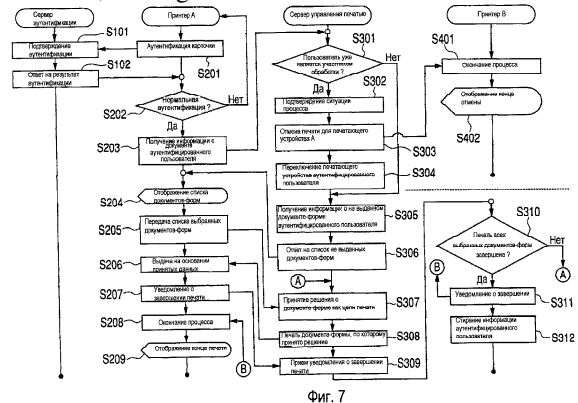 Сервер
аутентификации
Подтверждение
аутентификации
S101
Ответ на результат
аутентификации
S102
Принтер А
Аутентификация карточки
S201
Нормальная
аутентификация ?
S202
Нет
Да
Получение информации о
документе
аутентифицированного
пользователя
S203
Отображение списка
документов-форм
S204
Передача списка выбранных
документов-форм
S205
Выдача на основании
принятых данных
S206
Уведомление о
завершении печати
S207
Окончание процесса
S208
Отображение конца печати
S209
B
Сервер управления печатью
S301
Пользователь уже
является участником
обработки ?
Нет
Да
S302
Подтверждение ситуации
процесса
Отмена печати для печатающего
устройства А
S303
Переключение печатающего
устройства аутентифицированного
пользователя
S304
Получение информации о на выданном
документе-форме
аутентифицированного пользователя
S305
Ответ на список не выданных
документов-форм
S306
A
Принятие решения о
документе-форме как цели печати
S307
Печать документа-формы, по которому
принято решение
S308
Прием уведомления о завершении
печати
S309
Принтер В
S401
Окончание процесса
Отображение конца
отмены
S402
S310
Печать всех
выбранных документов-форм
завершена ?
Нет
A
Да
B
Уведомление о завершении
S311
Стирание информации
аутентифицированного
пользователя
S312
Фиг. 7